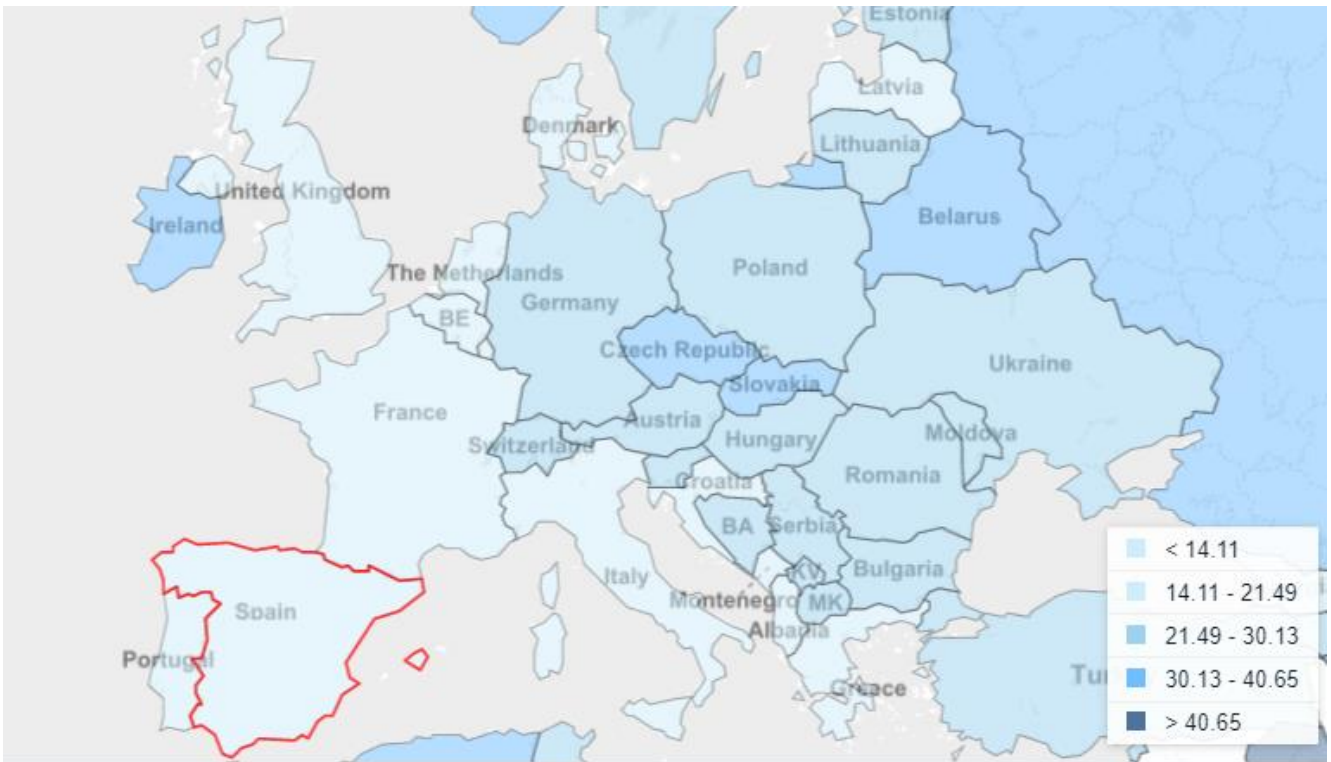 Estonia
Latvia
Denmark
Lithuania
United Kingdom
Ireland
Belarus
Poland
The Netherlands
Germany
BE
Czech Republic
Ukraine
Slovakia
France
Austria
Switzerland
Hungary
Moldova
Croatia
Romania
BA
Serbia
KV
Bulgaria
Italy
Montenegro
MK
Spain
Albania
Portugal
Greece
Tu
< 14.11
14.11 - 21.49
21.49 - 30.13
30.13 - 40.65
> 40.65